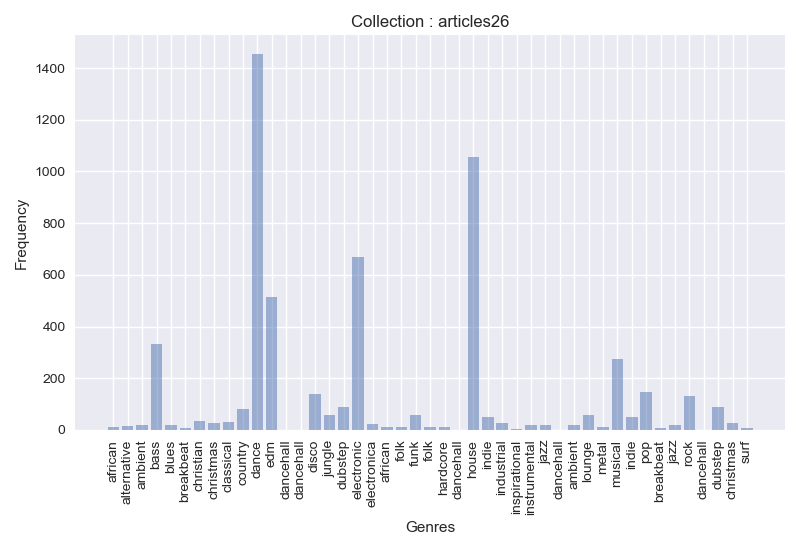 Collection : articles26
1400
1200
1000
800
600
400
200
0
Frequency
african
alternative
ambient
bass
blues
breakbeat
christian
christmas
classical
country
dance
edm
dancehall
dancehall
disco
jungle
dubstep
electronic
electronica
african
folk
funk
folk
hardcore
dancehall
house
indie
industrial
inspirational
instrumental
jazz
dancehall
ambient
lounge
metal
musical
indie
pop
breakbeat
jazz
rock
dancehall
dubstep
christmas
surf
Genres